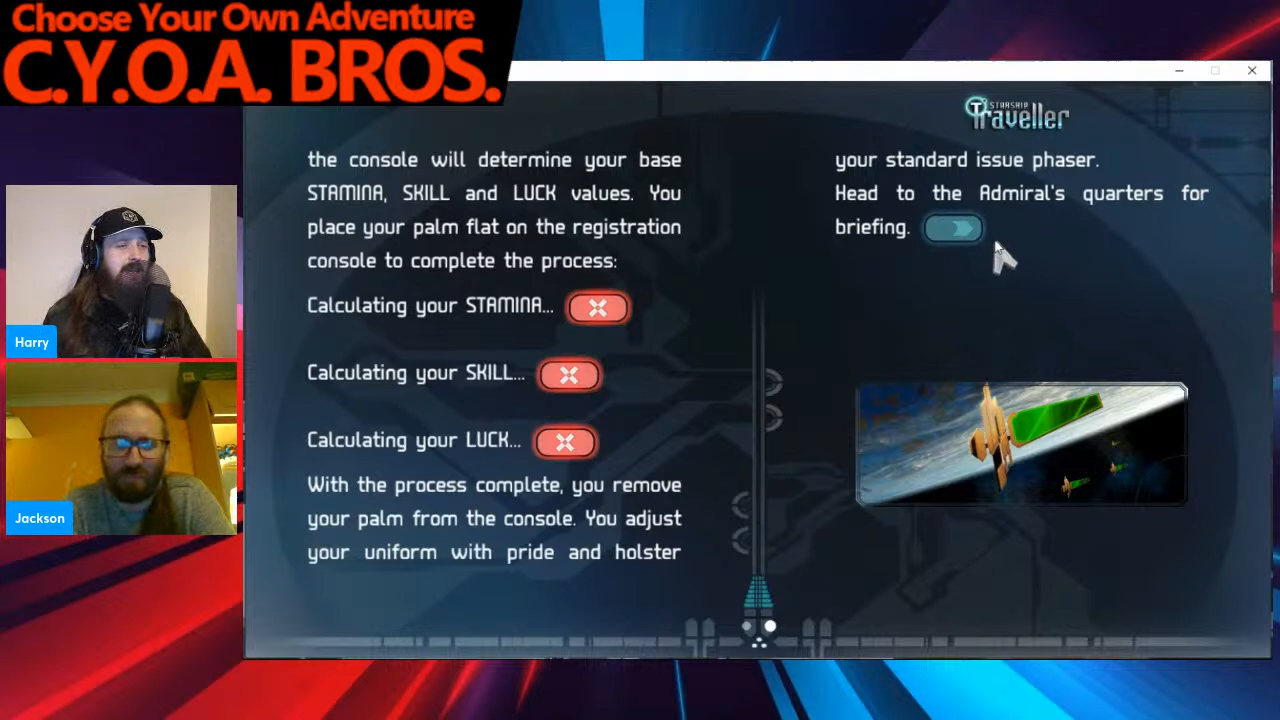 Choose Your Own Adventure
C.Y.O.A. BROS.
STARSHIP
Traveller
the console will determine your base
STAMINA, SKILL and LUCK values. You
place your palm flat on the registration
console to complete the process:
Calculating your STAMINA...
Calculating your SKILL...
Calculating your LUCK...
With the process complete, you remove
your palm from the console. You adjust
your uniform with pride and holster
your standard issue phaser.
Head to the Admiral's quarters for
briefing.
Harry
Jackson